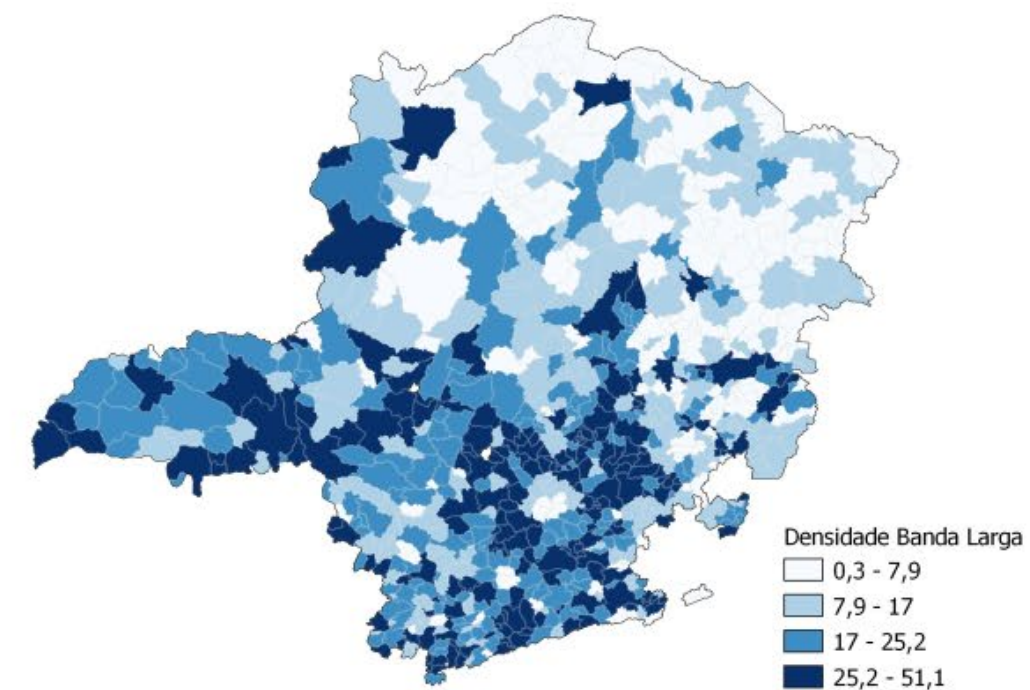 Densidade Banda Larga
0,3 - 7,9
7,9 - 17
17 - 25,2
25,2 - 51,1